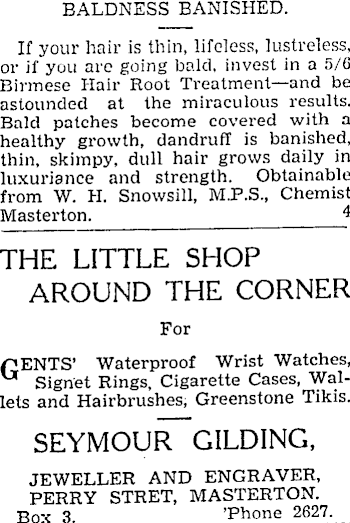 BALDNESS BANISHED.
If your hair is thin, lifeless, lustreless,
or if you are going bald, invest in a 5/6
Birmese Hair Root Treatment—and be
astounded at the miraculous results.
Bald patches become covered with a
healthy growth, dandruff is banished,
thin, skimpy, dull hair grows daily in
luxuriance and strength. Obtainable
from W. H. Snowsill, M.P.S., Chemist
Masterton. 4
THE LITTLE SHOP
AROUND THE CORNER
For
GENTS' Waterproof Wrist Watches,
Signet Rings, Cigarette Cases, Wal-
lets and Hairbrushes, Greenstone Tikis.
SEYMOUR GILDING,
JEWELLER AND ENGRAVER,
PERRY STRET, MASTERTON.
Box 3. 'Phone 2627.